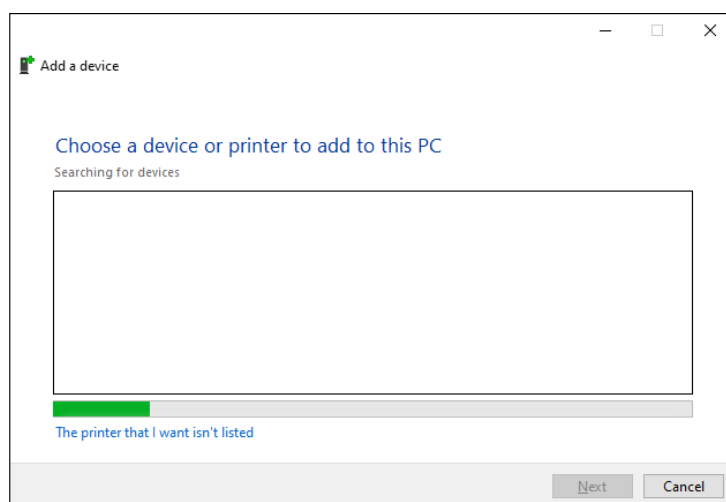 Add a device
Choose a device or printer to add to this PC
Searching for devices
The printer that I want isn't listed
Next
Cancel